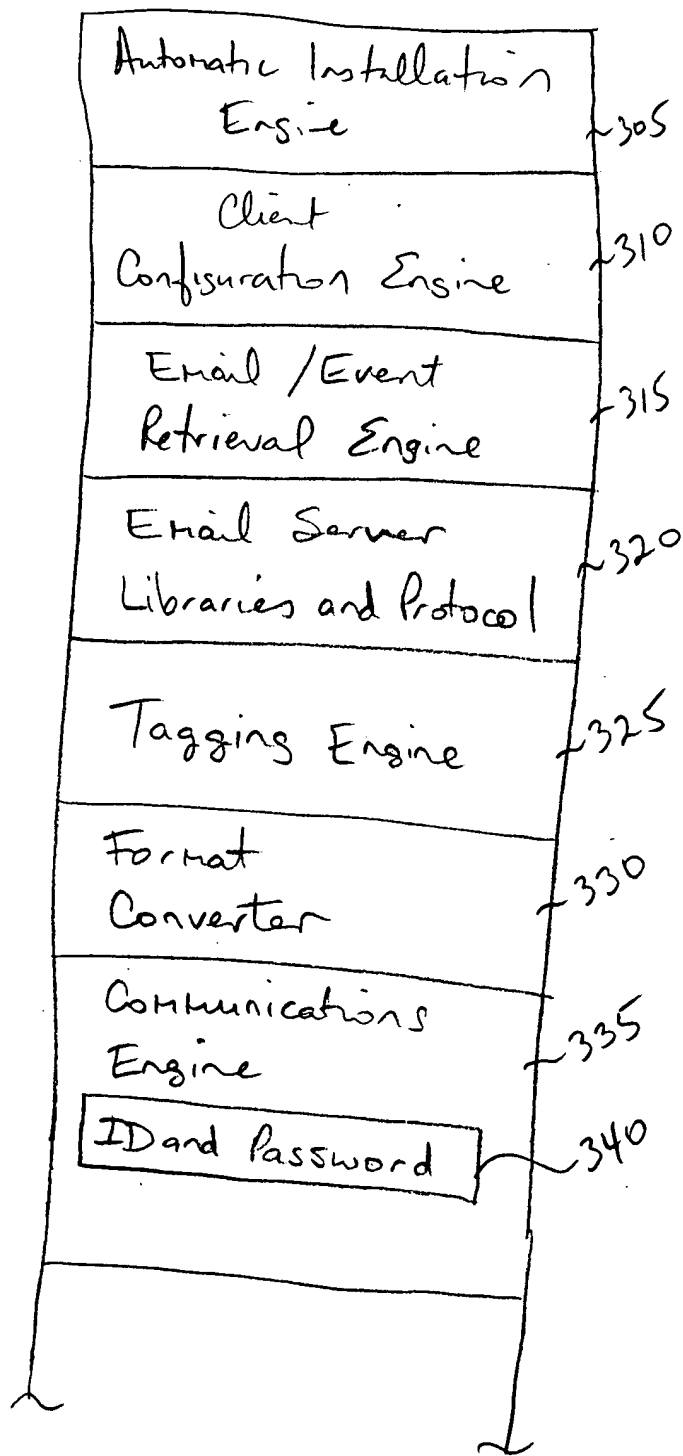 Automatic Installation
Engine
305
Client
Configuration Engine
310
Email / Event
Retrieval Engine
315
Email Server
Libraries and Protocol
320
Tagging Engine
325
Format
Converter
330
Communications
Engine
335
ID and Password
340